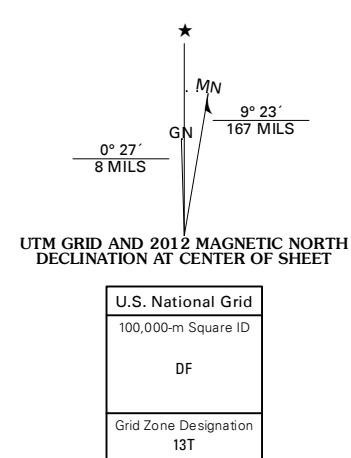 ★
MN
9° 23´
167 MILS
GN
0° 27´
8 MILS
UTM GRID AND 2012 MAGNETIC NORTH
DECLINATION AT CENTER OF SHEET
U.S. National Grid
100,000-m Square ID
DF
Grid Zone Designation
13T